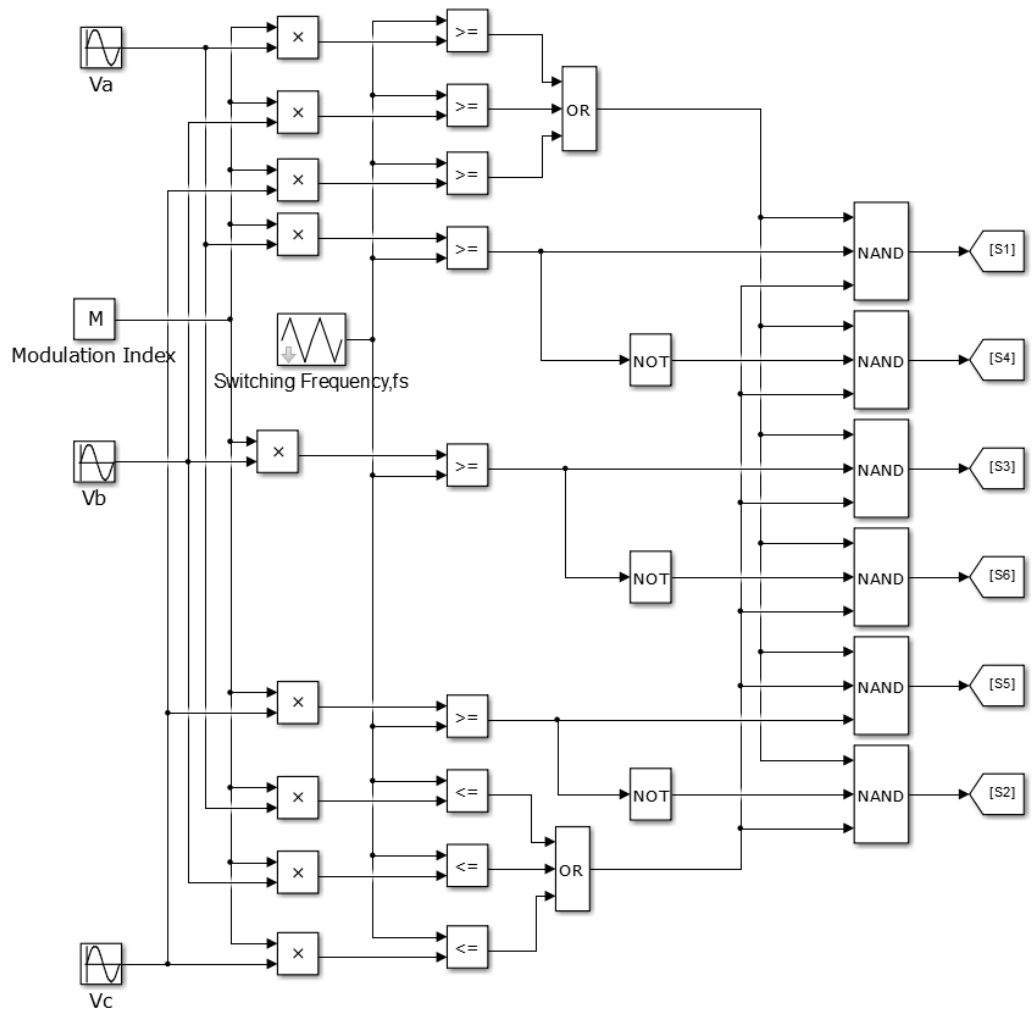 ×
>=
Va
×
>=
OR
×
>=
×
>=
NAND
[S1]
M
Modulation Index
Switching Frequency,fs
NOT
NAND
[S4]
×
>=
NAND
[S3]
Vb
NOT
NAND
[S6]
×
>=
NAND
[S5]
×
<=
NOT
NAND
[S2]
×
<=
OR
×
<=
Vc